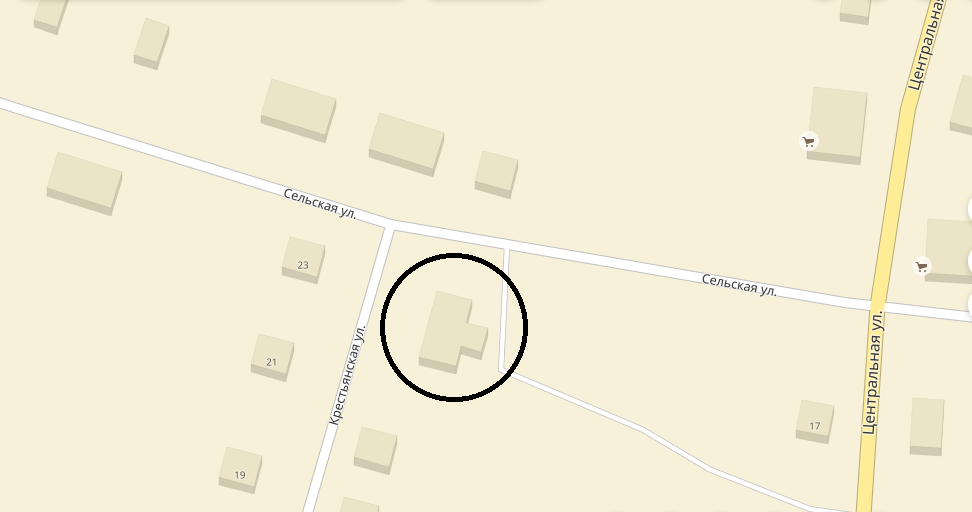 Центральная
Сельская ул.
23
Сельская ул.
Крестьянская ул.
21
Центральная ул.
17
19